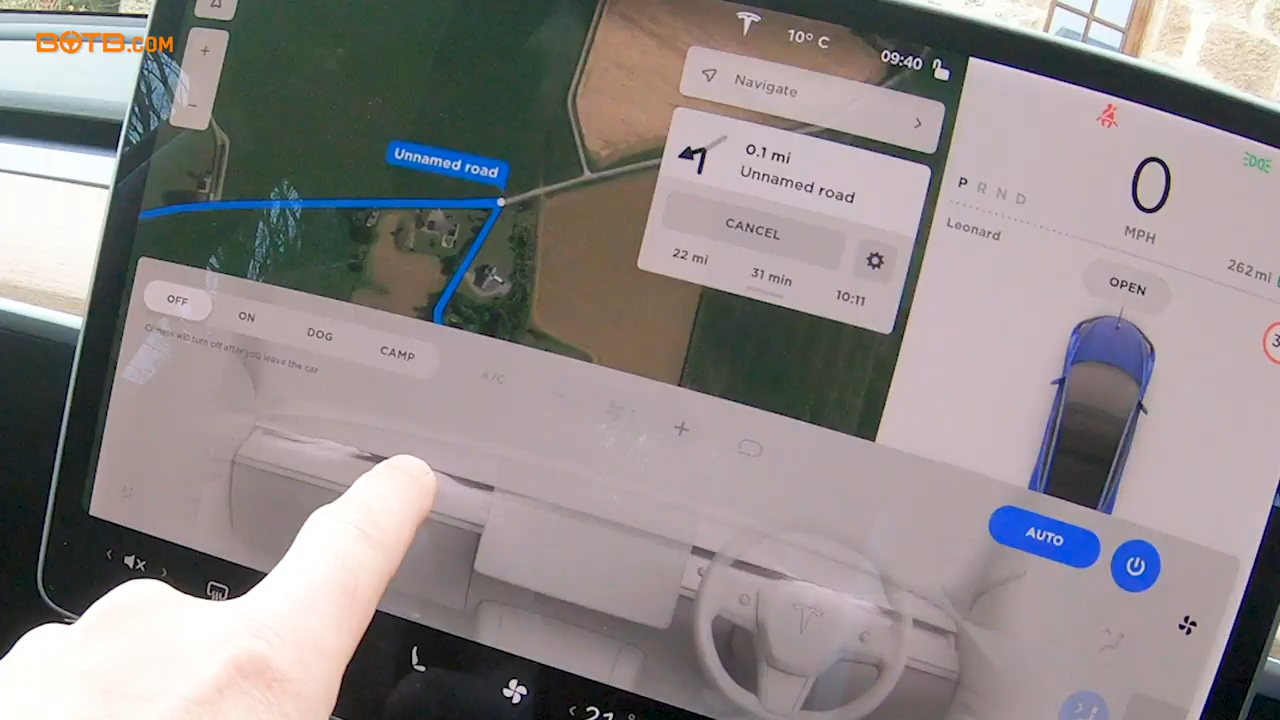 BOTB.COM
10° C
09:40
Navigate
0.1 mi
Unnamed road
CANCEL
22 mi
31 min
10:11
Unnamed road
P R N D
0
MPH
Leonard
262 mi
OPEN
OFF
ON
DOG
CAMP
Climate will turn off after you leave the car
A/C
AUTO
21